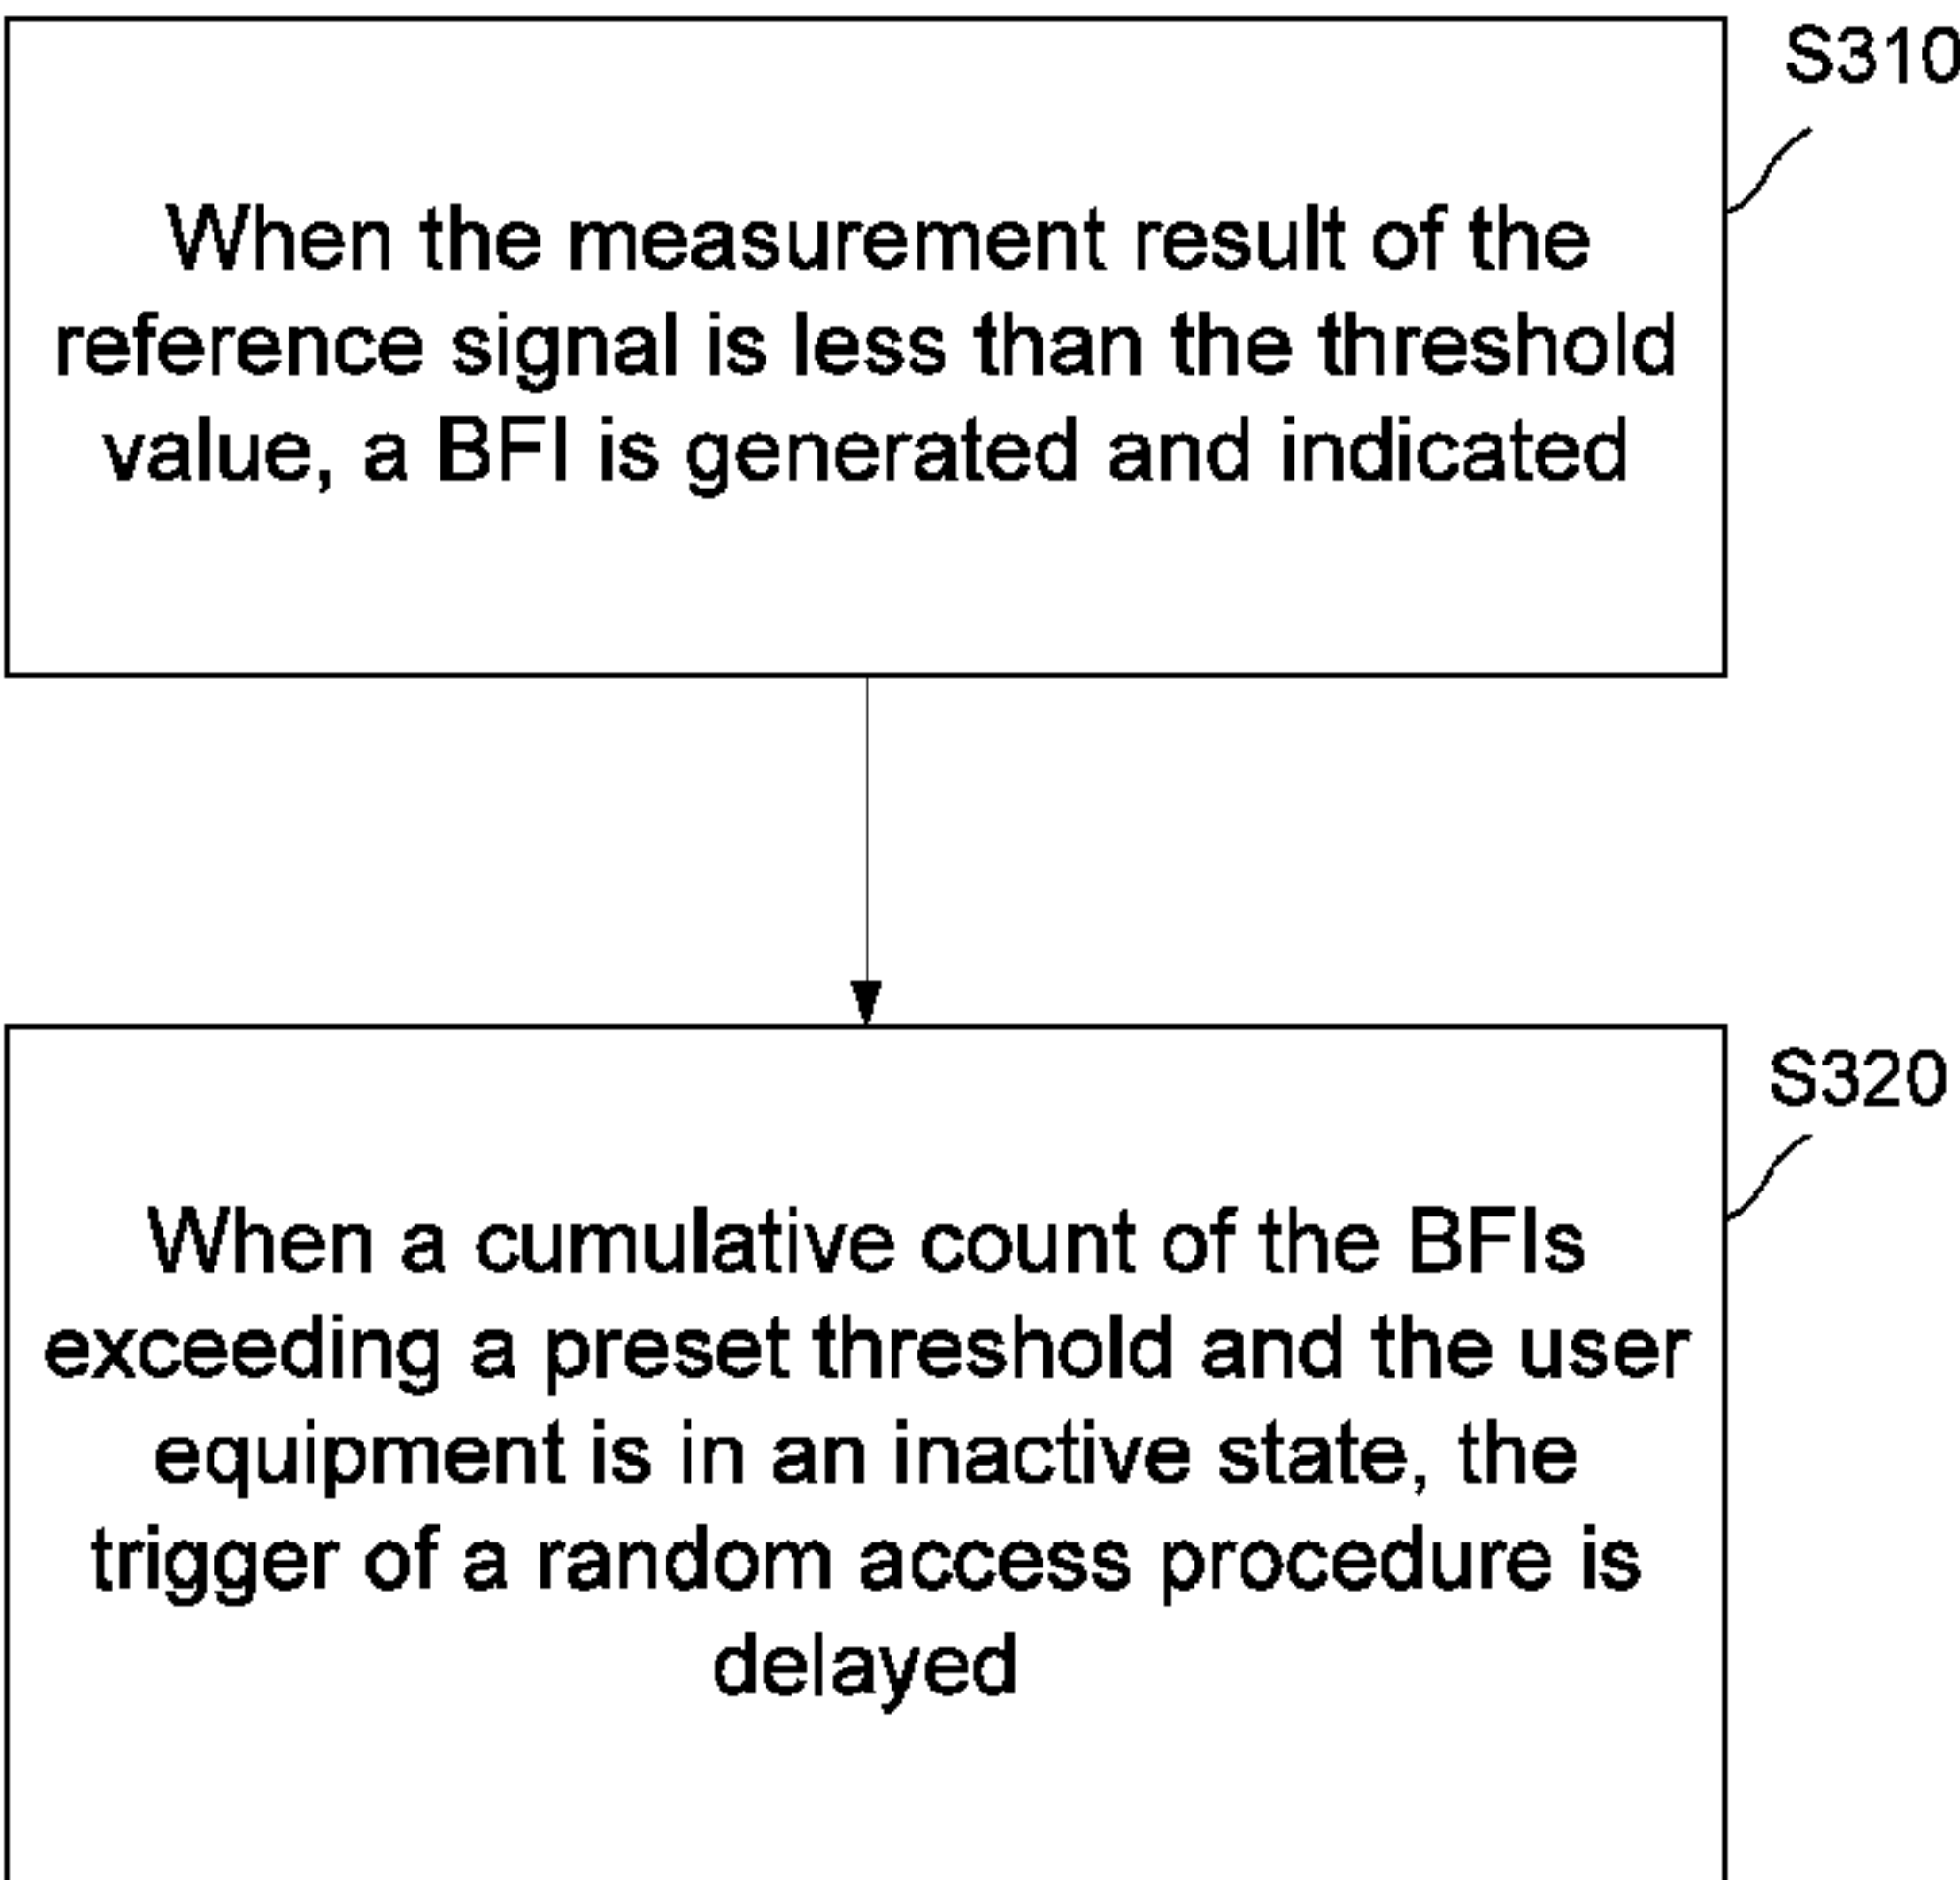 S310
When the measurement result of the
reference signal is less than the threshold
value, a BFI is generated and indicated
S320
When a cumulative count of the BFIs
exceeding a preset threshold and the user
equipment is in an inactive state, the
trigger of a random access procedure is
delayed